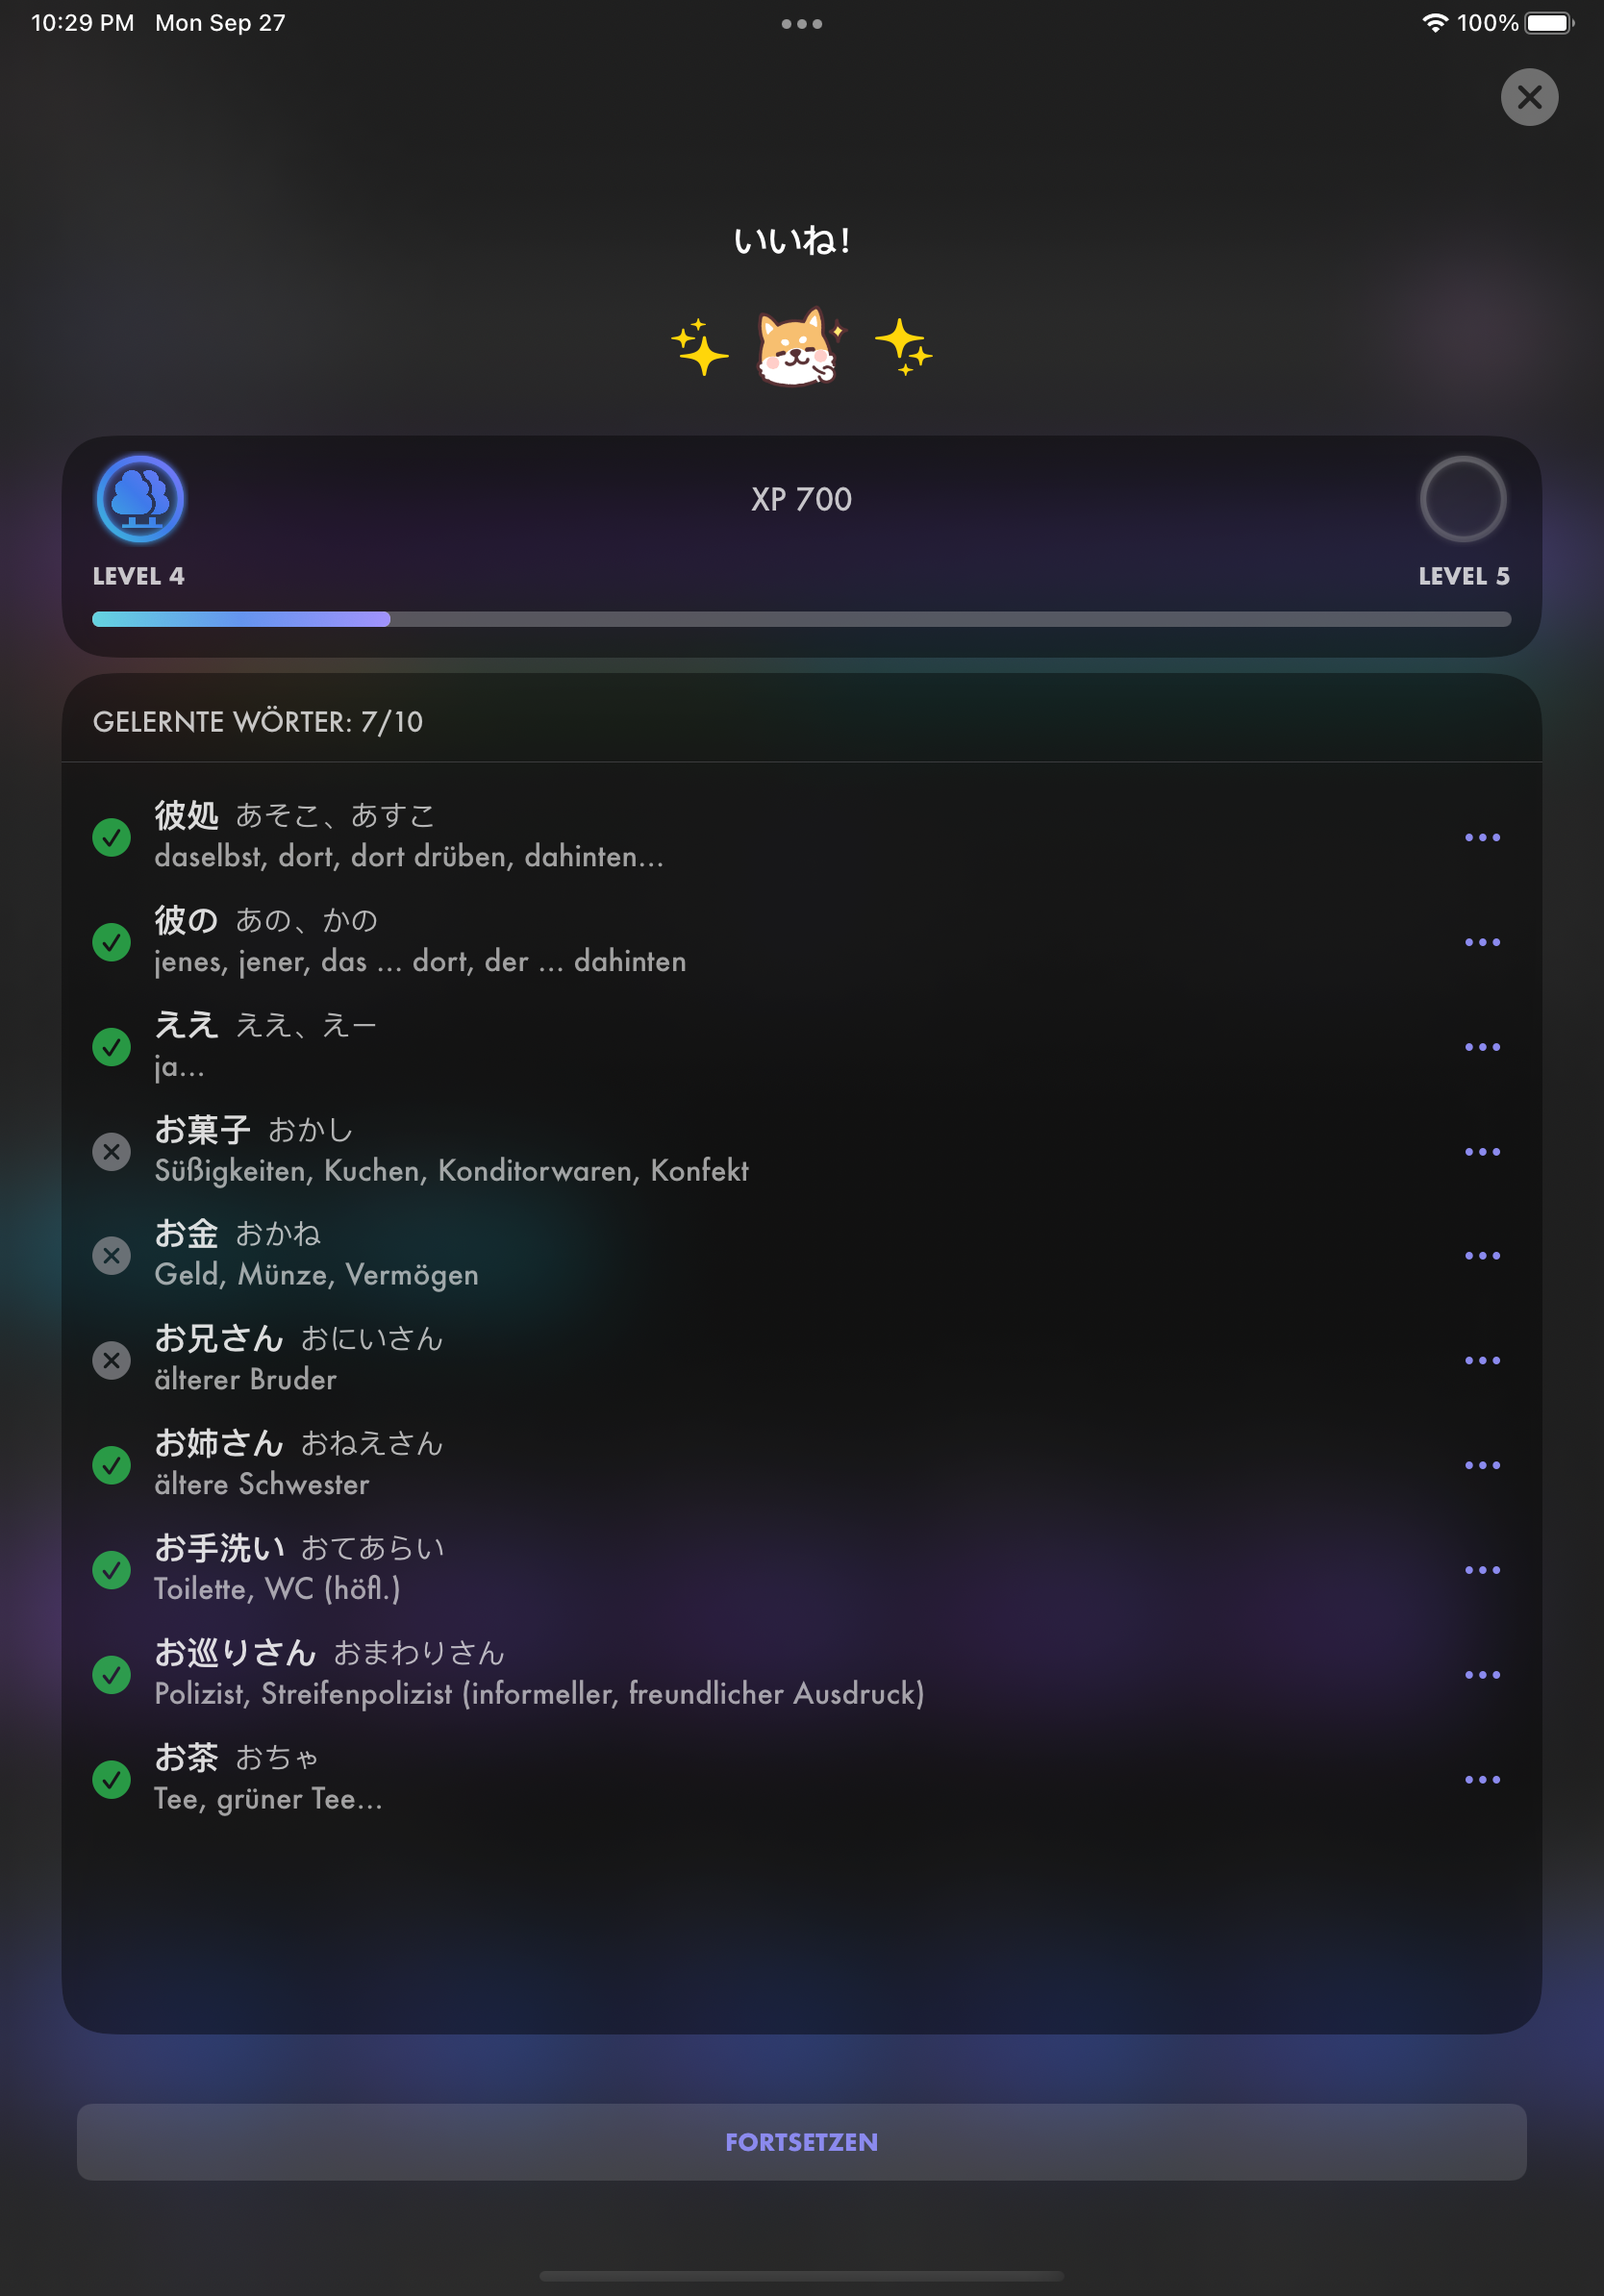 10:29 PM Mon Sep 27
100%
いいね!
XP 700
LEVEL 4
LEVEL 5
GELERNTE WÖRTER: 7/10
彼処 あそこ、あすこ
daselbst, dort, dort drüben, dahinten...
彼の あの、かの
jenes, jener, das ... dort, der ... dahinten
ええ ええ、えー
ja...
お菓子 おかし
Süßigkeiten, Kuchen, Konditorwaren, Konfekt
お金 おかね
Geld, Münze, Vermögen
お兄さん おにいさん
älterer Bruder
お姉さん おねえさん
ältere Schwester
お手洗い おてあらい
Toilette, WC (höfl.)
お巡りさん おまわりさん
Polizist, Streifenpolizist (informeller, freundlicher Ausdruck)
お茶 おちゃ
Tee, grüner Tee...
FORTSETZEN